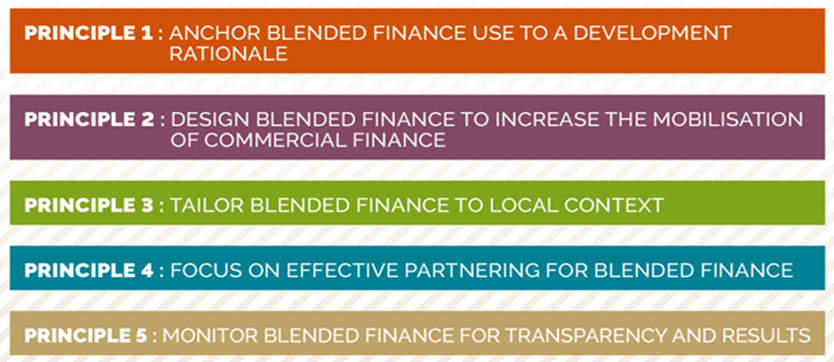 PRINCIPLE 1 : ANCHOR BLENDED FINANCE USE TO A DEVELOPMENT
RATIONALE
PRINCIPLE 2 : DESIGN BLENDED FINANCE TO INCREASE THE MOBILISATION
OF COMMERCIAL FINANCE
PRINCIPLE 3 : TAILOR BLENDED FINANCE TO LOCAL CONTEXT
PRINCIPLE 4 : FOCUS ON EFFECTIVE PARTNERING FOR BLENDED FINANCE
PRINCIPLE 5 : MONITOR BLENDED FINANCE FOR TRANSPARENCY AND RESULTS